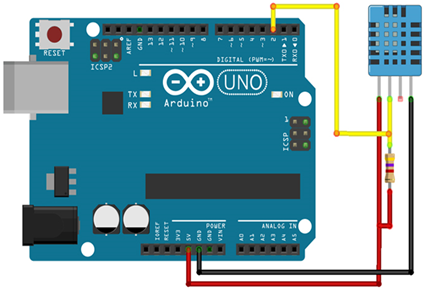 RESET
ICSP2
AREF
GND
13
12
~11
~10
~9
8
7
~6
~5
4
~3
2
TX▶1
RX◀0
L
DIGITAL (PWM=~)
TX
RX
Arduino™
UNO
ON
1
ICSP
IOREF
RESET
3V3
5V
GND
GND
VIN
POWER
ANALOG IN
A0
A1
A2
A3
A4
A5